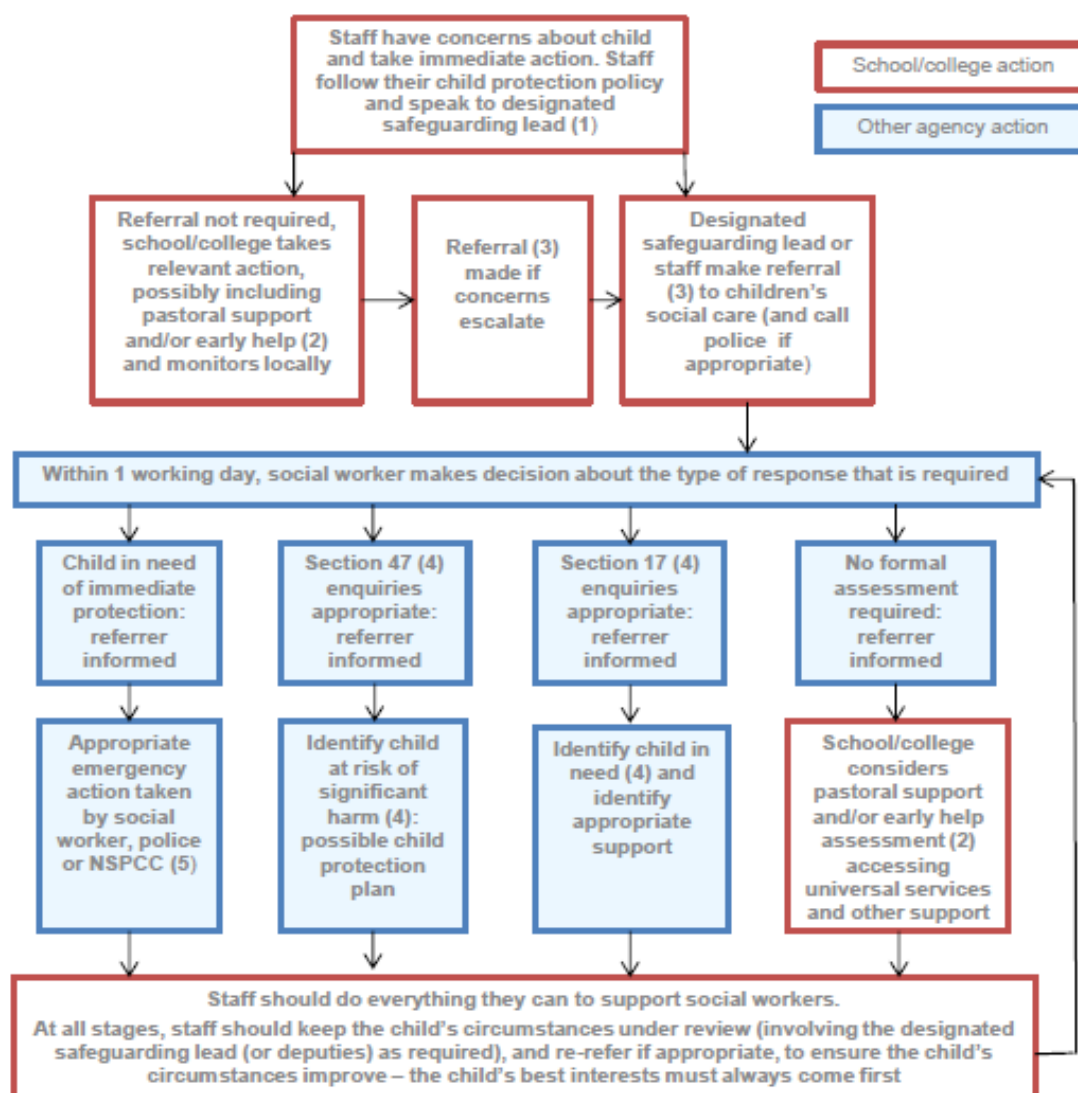 Staff have concerns about child
and take immediate action. Staff
follow their child protection policy
and speak to designated
safeguarding lead (1)
School/college action
Other agency action
Referral not required,
school/college takes
relevant action,
possibly including
pastoral support
and/or early help (2)
and monitors locally
Referral (3)
made if
concerns
escalate
Designated
safeguarding lead or
staff make referral
(3) to children's
social care (and call
police if
appropriate)
Within 1 working day, social worker makes decision about the type of response that is required
Child in need
of immediate
protection:
referrer
informed
Section 47 (4)
enquiries
appropriate:
referrer
informed
Section 17 (4)
enquiries
appropriate:
referrer
informed
No formal
assessment
required:
referrer
informed
Appropriate
emergency
action taken
by social
worker, police
or NSPCC (5)
Identify child
at risk of
significant
harm (4):
possible child
protection
plan
Identify child in
need (4) and
identify
appropriate
support
School/college
considers
pastoral support
and/or early help
assessment (2)
accessing
universal services
and other support
Staff should do everything they can to support social workers.
At all stages, staff should keep the child's circumstances under review (involving the designated
safeguarding lead (or deputies) as required), and re-refer if appropriate, to ensure the child's
circumstances improve – the child's best interests must always come first